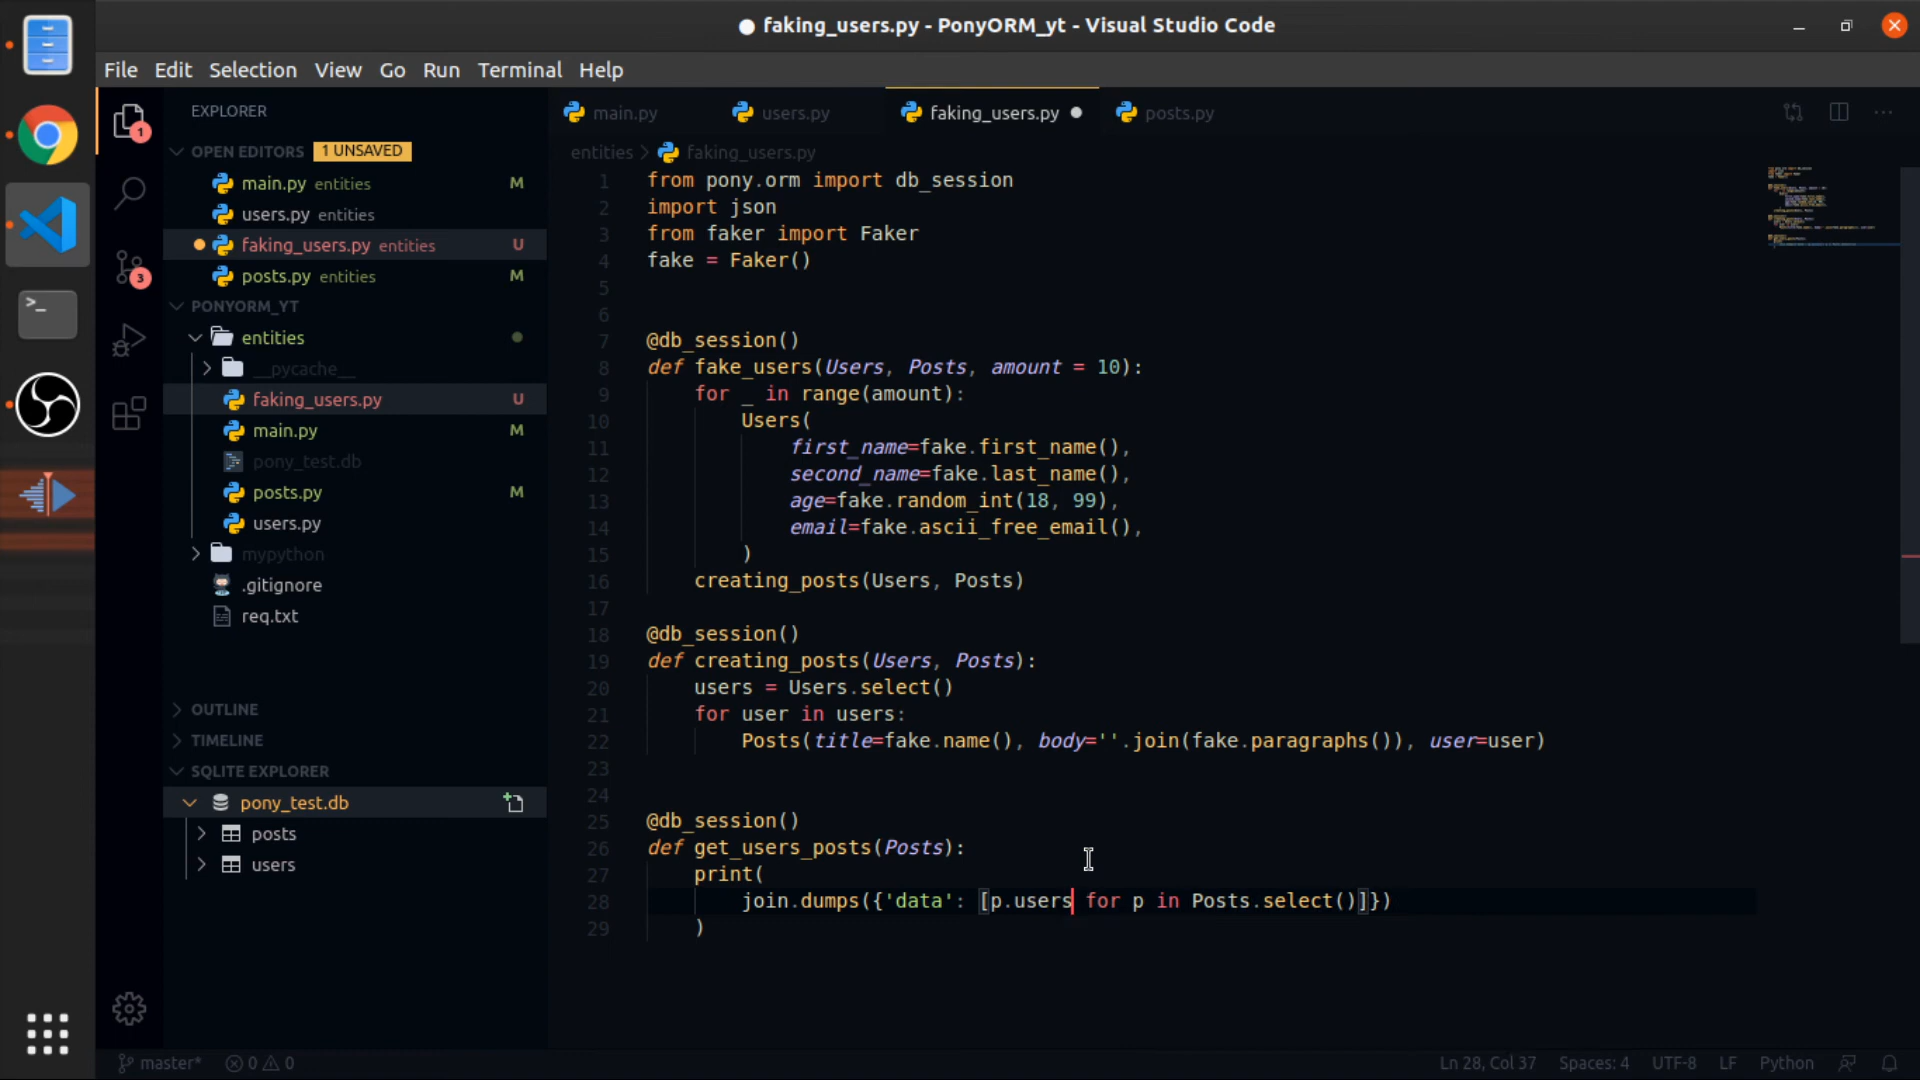 faking_users.py - PonyORM_yt - Visual Studio Code
File Edit Selection View Go Run Terminal Help
EXPLORER
OPEN EDITORS 1 UNSAVED
main.py entities M
users.py entities
faking_users.py entities U
posts.py entities M
PONYORM_YT
entities
__pycache__
faking_users.py U
main.py M
pony_test.db
posts.py M
users.py
mypython
.gitignore
req.txt
OUTLINE
TIMELINE
SQLITE EXPLORER
pony_test.db
posts
users
1
3
main.py users.py faking_users.py posts.py
entities > faking_users.py
1 from pony.orm import db_session
2 import json
3 from faker import Faker
4 fake = Faker()
5
6
7 @db_session()
8 def fake_users(Users, Posts, amount = 10):
9 for _ in range(amount):
10 Users(
11 first_name=fake.first_name(),
12 second_name=fake.last_name(),
13 age=fake.random_int(18, 99),
14 email=fake.ascii_free_email(),
15 )
16 creating_posts(Users, Posts)
17
18 @db_session()
19 def creating_posts(Users, Posts):
20 users = Users.select()
21 for user in users:
22 Posts(title=fake.name(), body=''.join(fake.paragraphs()), user=user)
23
24
25 @db_session()
26 def get_users_posts(Posts):
27 print(
28 join.dumps({'data': [p.users for p in Posts.select()]})
29 )
master* 0 0 Ln 28, Col 37 Spaces: 4 UTF-8 LF Python